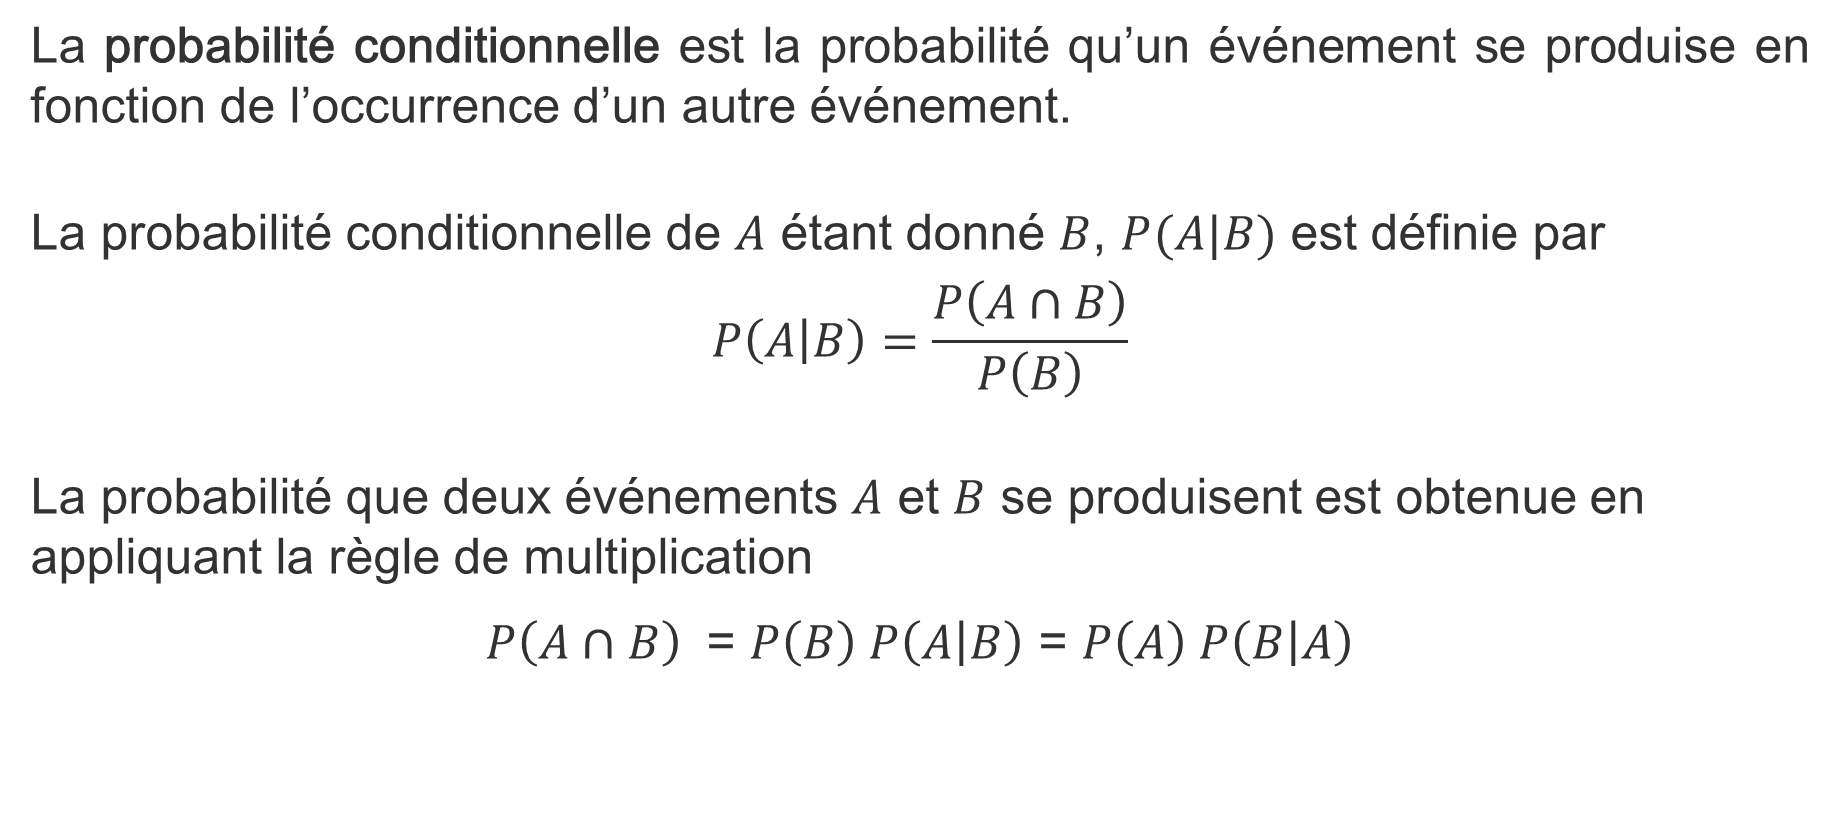 La probabilité conditionnelle est la probabilité qu’un événement se produise en
fonction de l’occurrence d’un autre événement.
La probabilité conditionnelle de A étant donné B, P(A|B) est définie par
P(A|B) = P(A ∩ B) / P(B)
La probabilité que deux événements A et B se produisent est obtenue en
appliquant la règle de multiplication
P(A ∩ B) = P(B) P(A|B) = P(A) P(B|A)